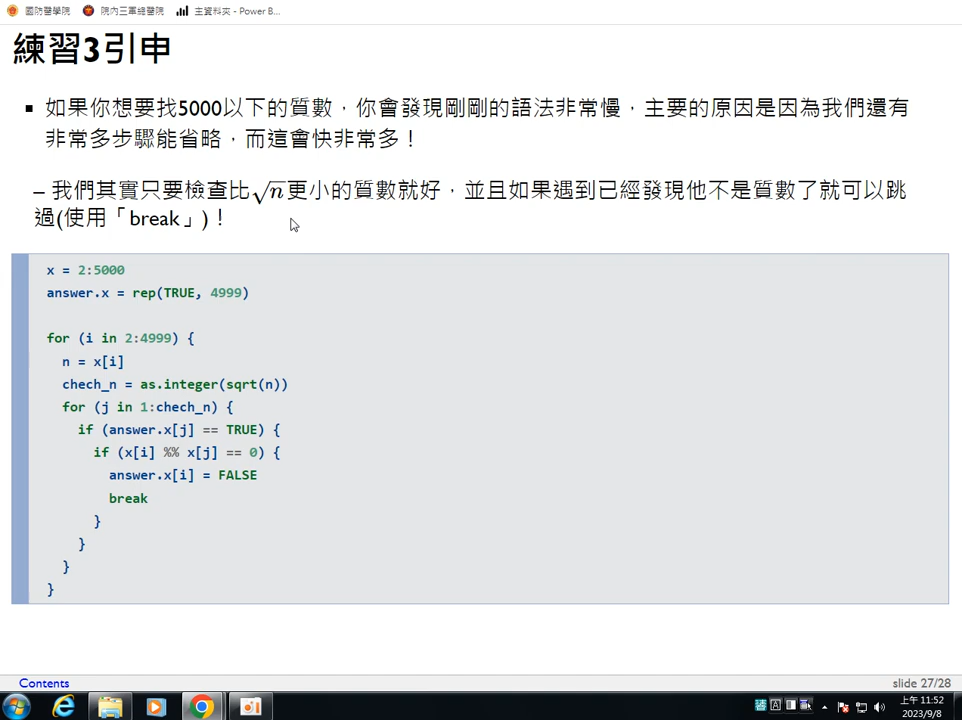 國防醫學院 院內三軍總醫院 主資料夾 - Power B...
練習3引申
▪ 如果你想要找5000以下的質數，你會發現剛剛的語法非常慢，主要的原因是因為我們還有
非常多步驟能省略，而這會快非常多！
– 我們其實只要檢查比√n更小的質數就好，並且如果遇到已經發現他不是質數了就可以跳
過(使用「break」)！
x = 2:5000
answer.x = rep(TRUE, 4999)
for (i in 2:4999) {
n = x[i]
chech_n = as.integer(sqrt(n))
for (j in 1:chech_n) {
if (answer.x[j] == TRUE) {
if (x[i] %% x[j] == 0) {
answer.x[i] = FALSE
break
}
}
}
}
Contents slide 27/28
上午 11:52
2023/9/8